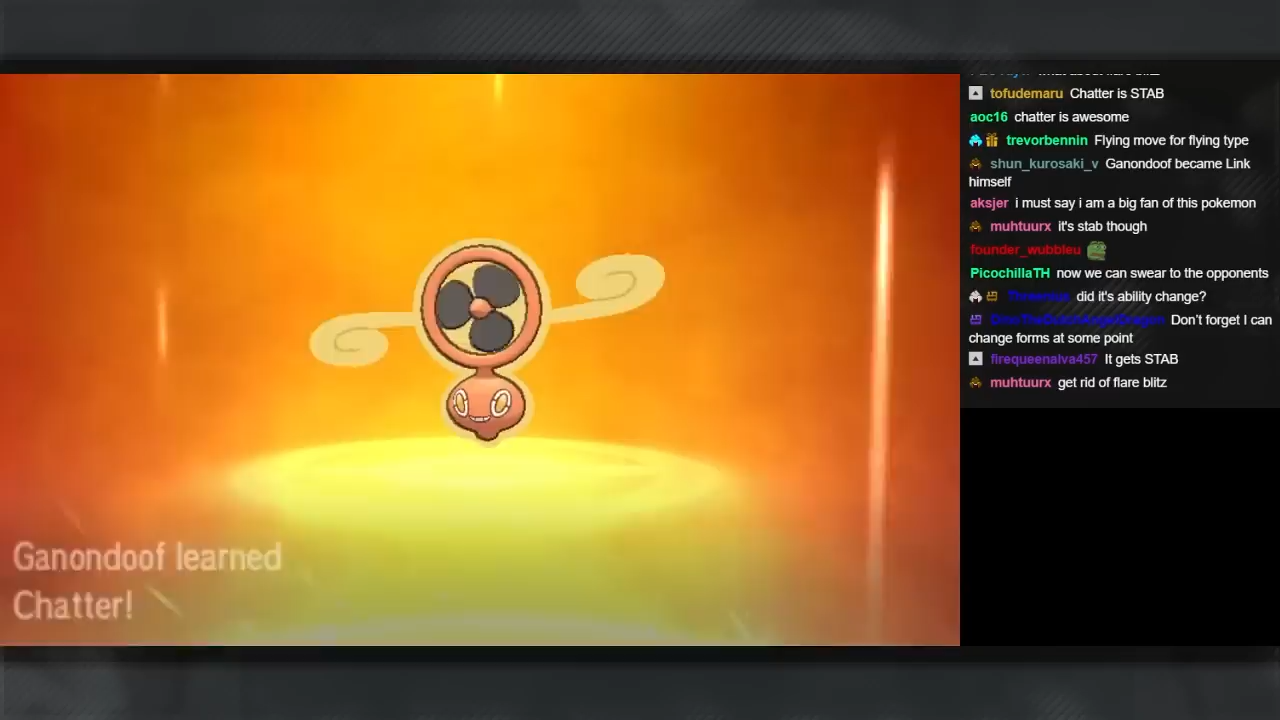 tofudemaru Chatter is STAB
aoc16 chatter is awesome
trevorbennin Flying move for flying type
shun_kurosaki_v Ganondoof became Link
himself
aksjer i must say i am a big fan of this pokemon
muhtuurx it's stab though
founder_wubbleu
PicochillaTH now we can swear to the opponents
did it's ability change?
Don't forget I can
change forms at some point
firequeenalva457 It gets STAB
muhtuurx get rid of flare blitz
Ganondoof learned
Chatter!